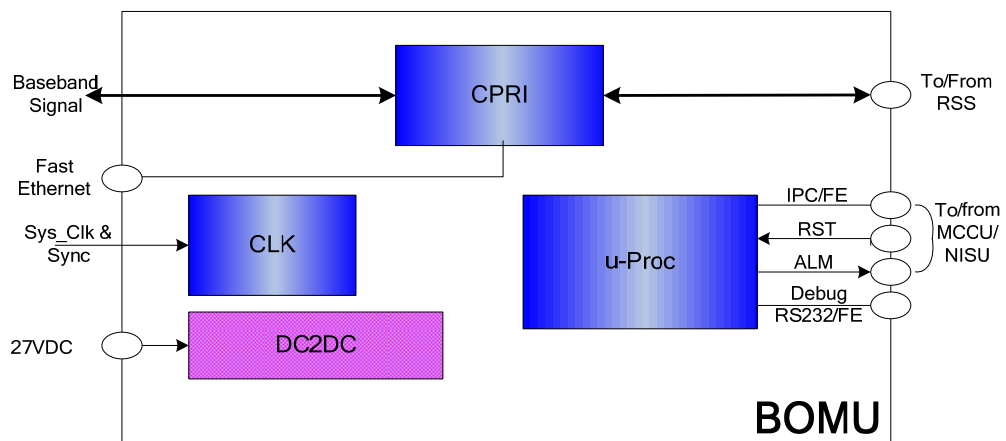 Baseband
Signal
CPRI
To/From
RSS
Fast
Ethernet
Sys_Clk &
Sync
CLK
u-Proc
IPC/FE
RST
ALM
Debug
RS232/FE
To/from
MCCU/
NISU
27VDC
DC2DC
BOMU